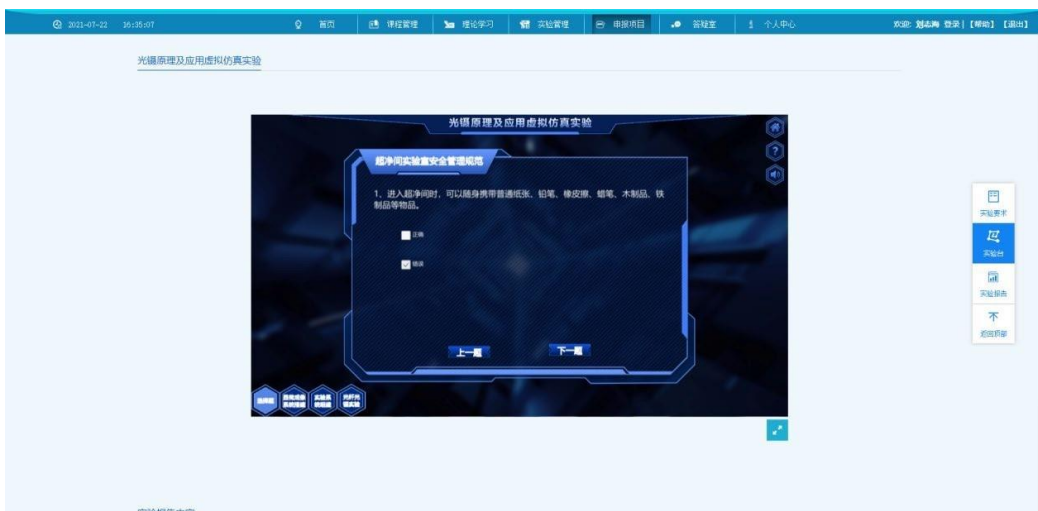 2021-07-22 16:35:07
首页
课程管理
理论学习
实验管理
申报项目
答疑室
个人中心
欢迎: 刘志海 登录 | 【帮助】 【退出】
光镊原理及应用虚拟仿真实验
光镊原理及应用虚拟仿真实验
?
超净间实验室安全管理规范
1、进入超净间时，可以随身携带普通纸张、铅笔、橡皮擦、蜡笔、木制品、铁
制品等物品。
正确
错误
上一题
下一题
实验要求
实验台
实验报告
返回顶部